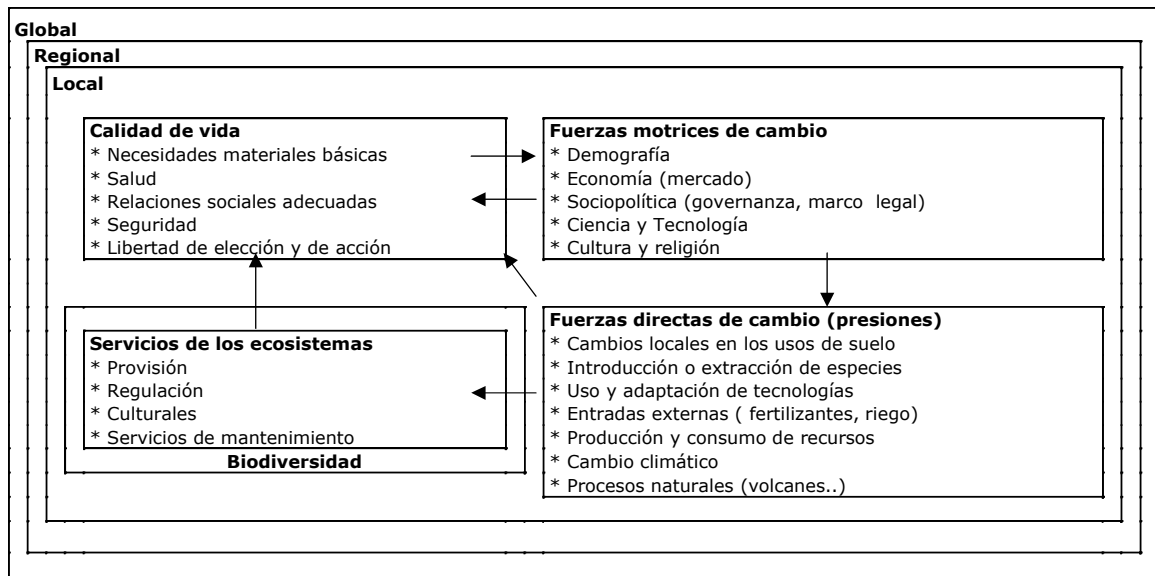 Global
Regional
Local
Calidad de vida
* Necesidades materiales básicas
* Salud
* Relaciones sociales adecuadas
* Seguridad
* Libertad de elección y de acción
Fuerzas motrices de cambio
* Demografía
* Economía (mercado)
* Sociopolítica (governanza, marco  legal)
* Ciencia y Tecnología
* Cultura y religión
Servicios de los ecosistemas
* Provisión
* Regulación
* Culturales
* Servicios de mantenimiento
Biodiversidad
Fuerzas directas de cambio (presiones)
* Cambios locales en los usos de suelo
* Introducción o extracción de especies
* Uso y adaptación de tecnologías
* Entradas externas ( fertilizantes, riego)
* Producción y consumo de recursos
* Cambio climático
* Procesos naturales (volcanes..)